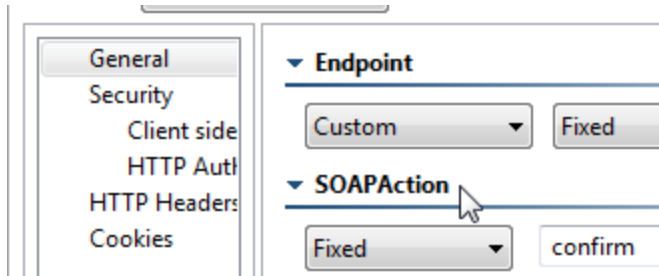 General
Security
Client side
HTTP Auth
HTTP Headers
Cookies
Endpoint
Custom
Fixed
SOAPAction
Fixed
confirm